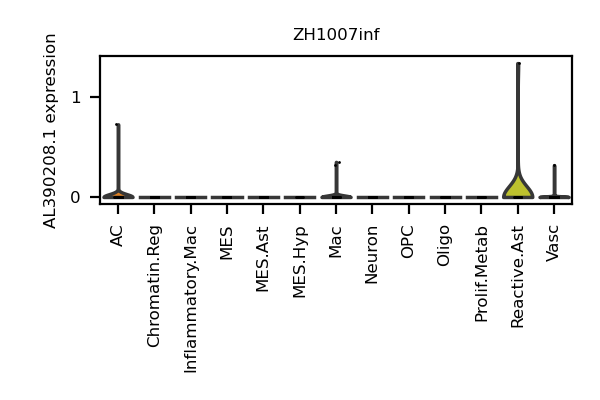 ZH1007inf
AL390208.1 expression
1
0
AC
Chromatin.Reg
Inflammatory.Mac
MES
MES.Ast
MES.Hyp
Mac
Neuron
OPC
Oligo
Prolif.Metab
Reactive.Ast
Vasc